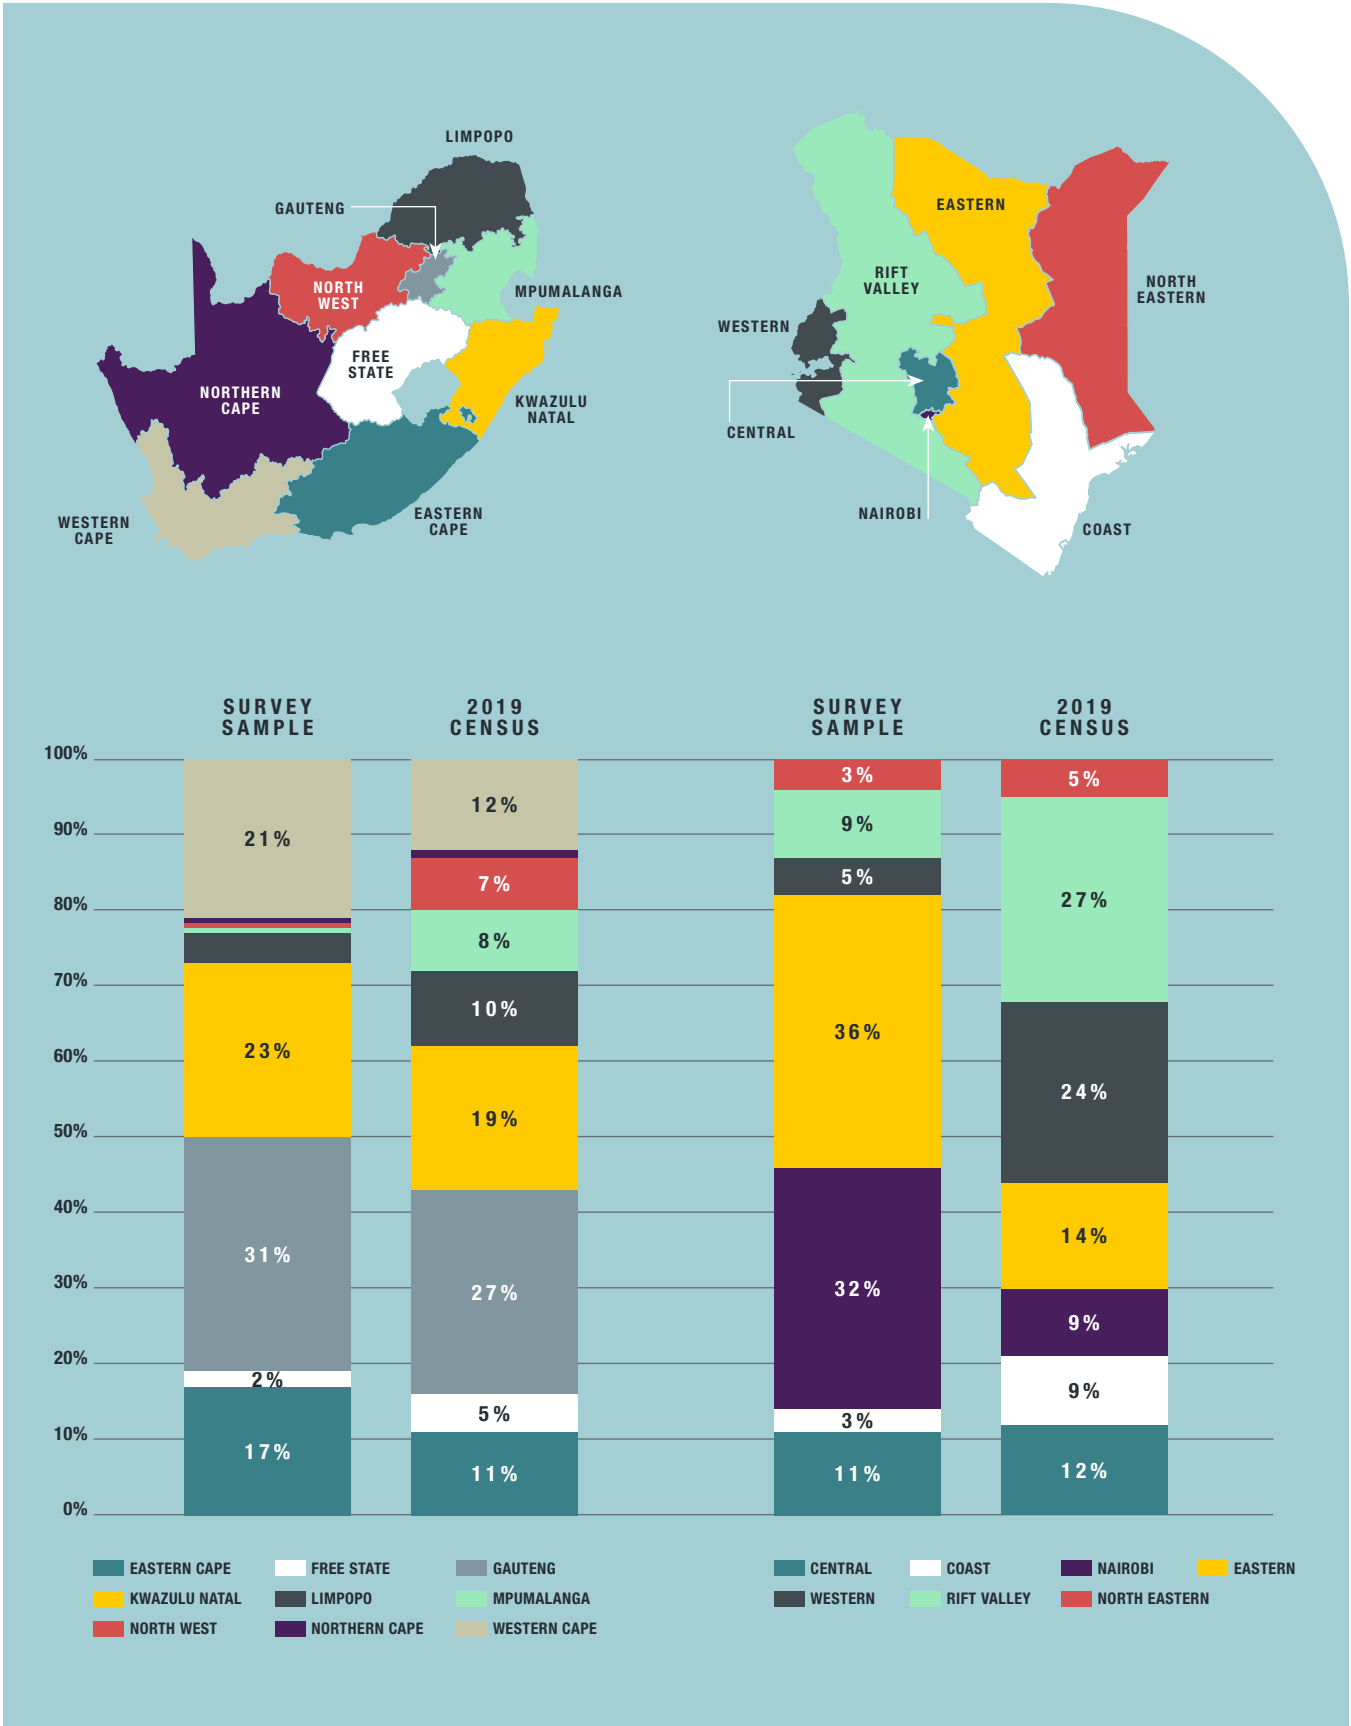 LIMPOPO
GAUTENG
NORTH
WEST
MPUMALANGA
FREE
STATE
NORTHERN
CAPE
KWAZULU
NATAL
WESTERN
CAPE
EASTERN
CAPE
EASTERN
RIFT
VALLEY
NORTH
EASTERN
WESTERN
CENTRAL
NAIROBI
COAST
SURVEY
SAMPLE
2019
CENSUS
SURVEY
SAMPLE
2019
CENSUS
100%
90%
80%
70%
60%
50%
40%
30%
20%
10%
0%
21%
23%
31%
2%
17%
12%
7%
8%
10%
19%
27%
5%
11%
3%
9%
5%
36%
32%
3%
11%
5%
27%
24%
14%
9%
9%
12%
EASTERN CAPE
FREE STATE
GAUTENG
KWAZULU NATAL
LIMPOPO
MPUMALANGA
NORTH WEST
NORTHERN CAPE
WESTERN CAPE
CENTRAL
COAST
NAIROBI
EASTERN
WESTERN
RIFT VALLEY
NORTH EASTERN